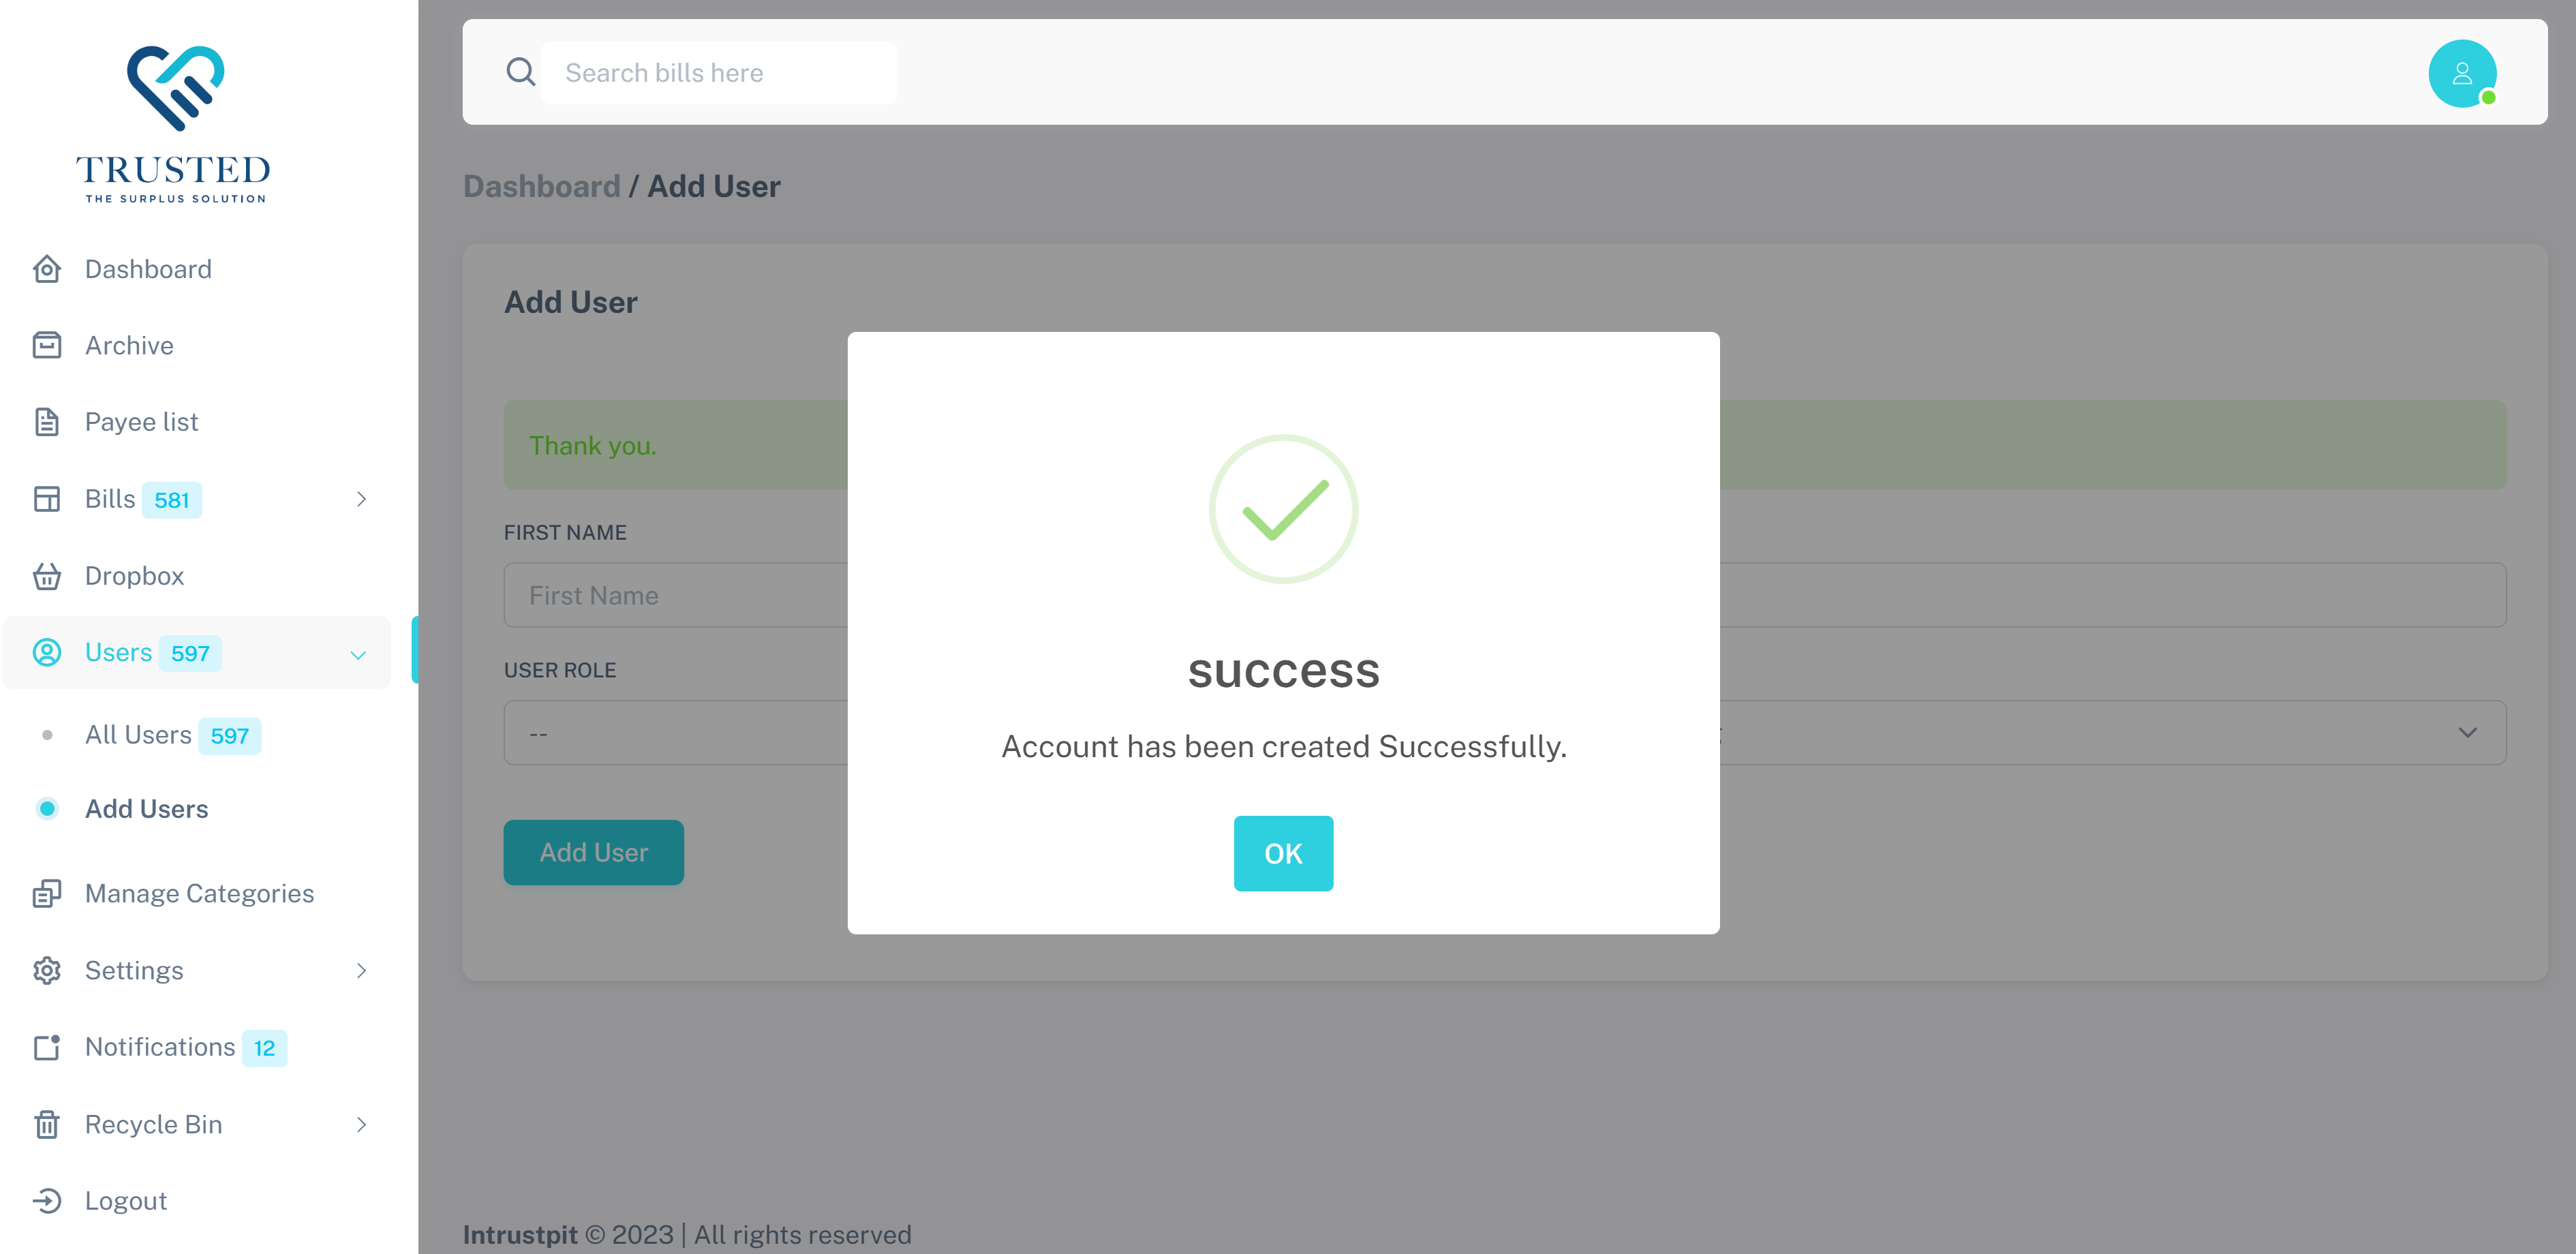 TRUSTED
THE SURPLUS SOLUTION
Dashboard
Archive
Payee list
Bills 581
Dropbox
Users 597
All Users 597
Add Users
Manage Categories
Settings
Notifications 12
Recycle Bin
Logout
Search bills here
Dashboard / Add User
Add User
Thank you.
FIRST NAME
First Name
USER ROLE
--
Add User
success
Account has been created Successfully.
OK
Intrustpit © 2023 | All rights reserved